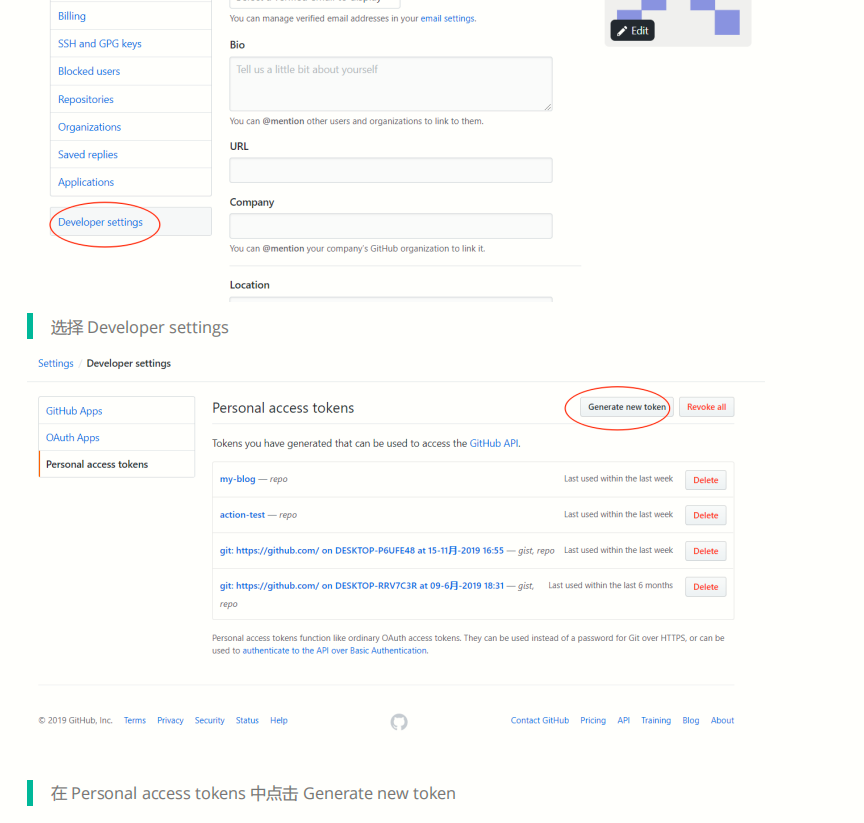 Billing
SSH and GPG keys
Blocked users
Repositories
Organizations
Saved replies
Applications
Developer settings
You can manage verified email addresses in your email settings.
Bio
Tell us a little bit about yourself
You can @mention other users and organizations to link to them.
URL
Company
You can @mention your company's GitHub organization to link it.
Location
Edit
选择 Developer settings
Settings / Developer settings
GitHub Apps
OAuth Apps
Personal access tokens
Personal access tokens
Generate new token
Revoke all
Tokens you have generated that can be used to access the GitHub API.
my-blog — repo Last used within the last week Delete
action-test — repo Last used within the last week Delete
git: https://github.com/ on DESKTOP-P6UFE48 at 15-11月-2019 16:55 — gist, repo Last used within the last week Delete
git: https://github.com/ on DESKTOP-RRV7C3R at 09-6月-2019 18:31 — gist, Last used within the last 6 months Delete
repo
Personal access tokens function like ordinary OAuth access tokens. They can be used instead of a password for Git over HTTPS, or can be
used to authenticate to the API over Basic Authentication.
© 2019 GitHub, Inc. Terms Privacy Security Status Help Contact GitHub Pricing API Training Blog About
在 Personal access tokens 中点击 Generate new token